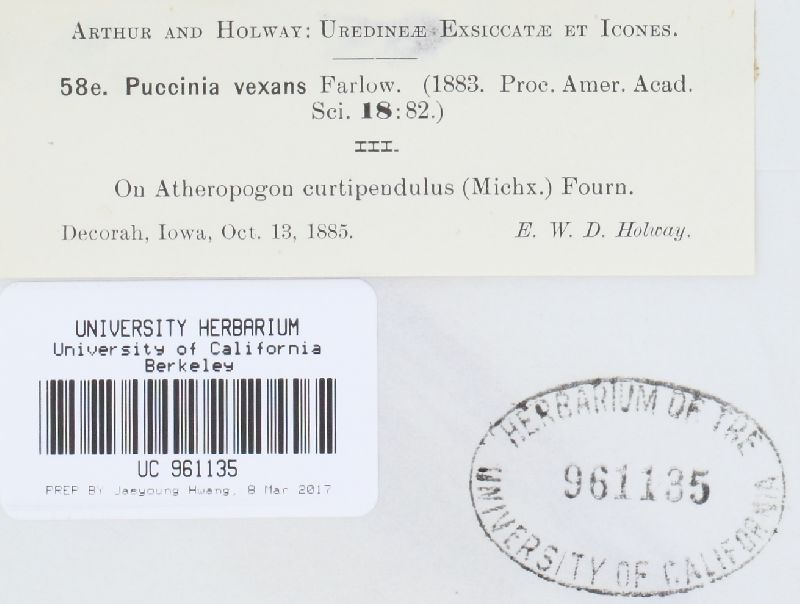 ARTHUR AND HOLWAY: UREDINEÆ EXSICCATÆ ET ICONES.
58e. Puccinia vexans Farlow. (1883. Proc. Amer. Acad.
Sci. 18:82.)
III.
On Atheropogon curtipendulus (Michx.) Fourn.
Decorah, Iowa, Oct. 13, 1885. E. W. D. Holway.
UNIVERSITY HERBARIUM
University of California
Berkeley
UC 961135
PREP BY Jaeyoung Hwang, 8 Mar 2017
HERBARIUM OF THE
961135
UNIVERSITY OF CALIFORNIA